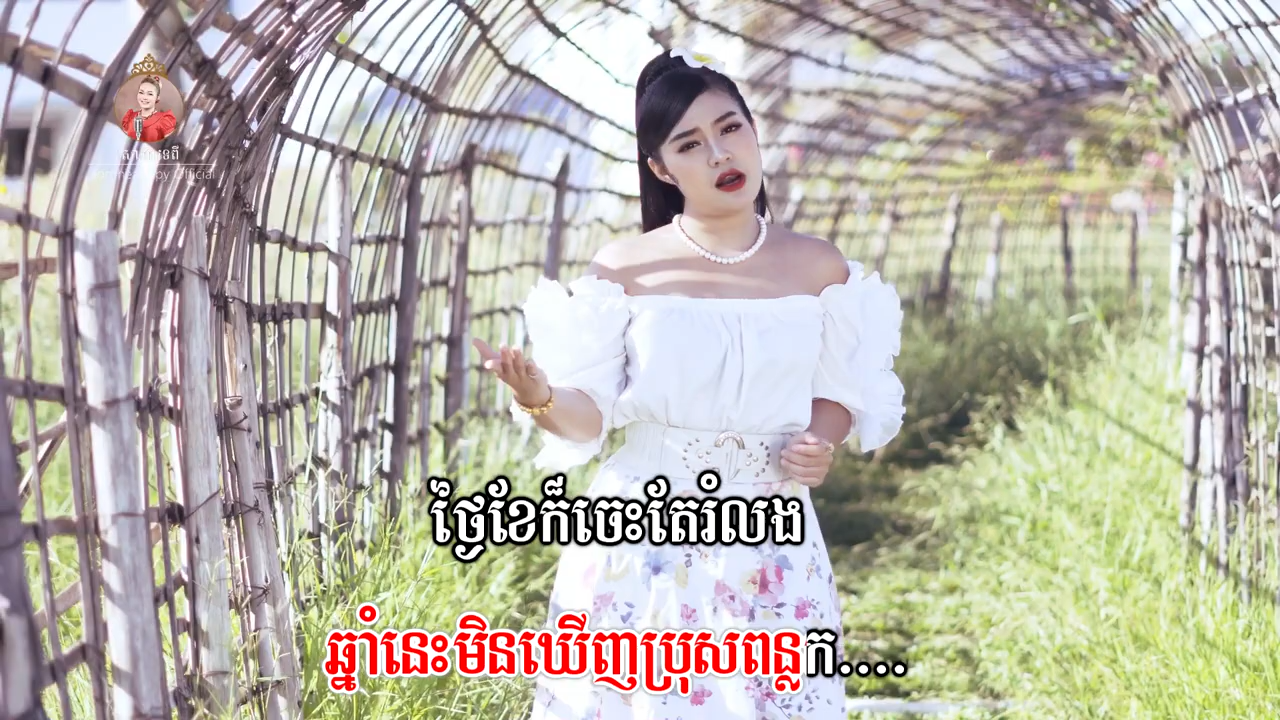 Official
ថ្ងៃខែក៏ចេះតែរំលង
ឆ្នាំនេះមិនឃើញប្រុសពន្លក....